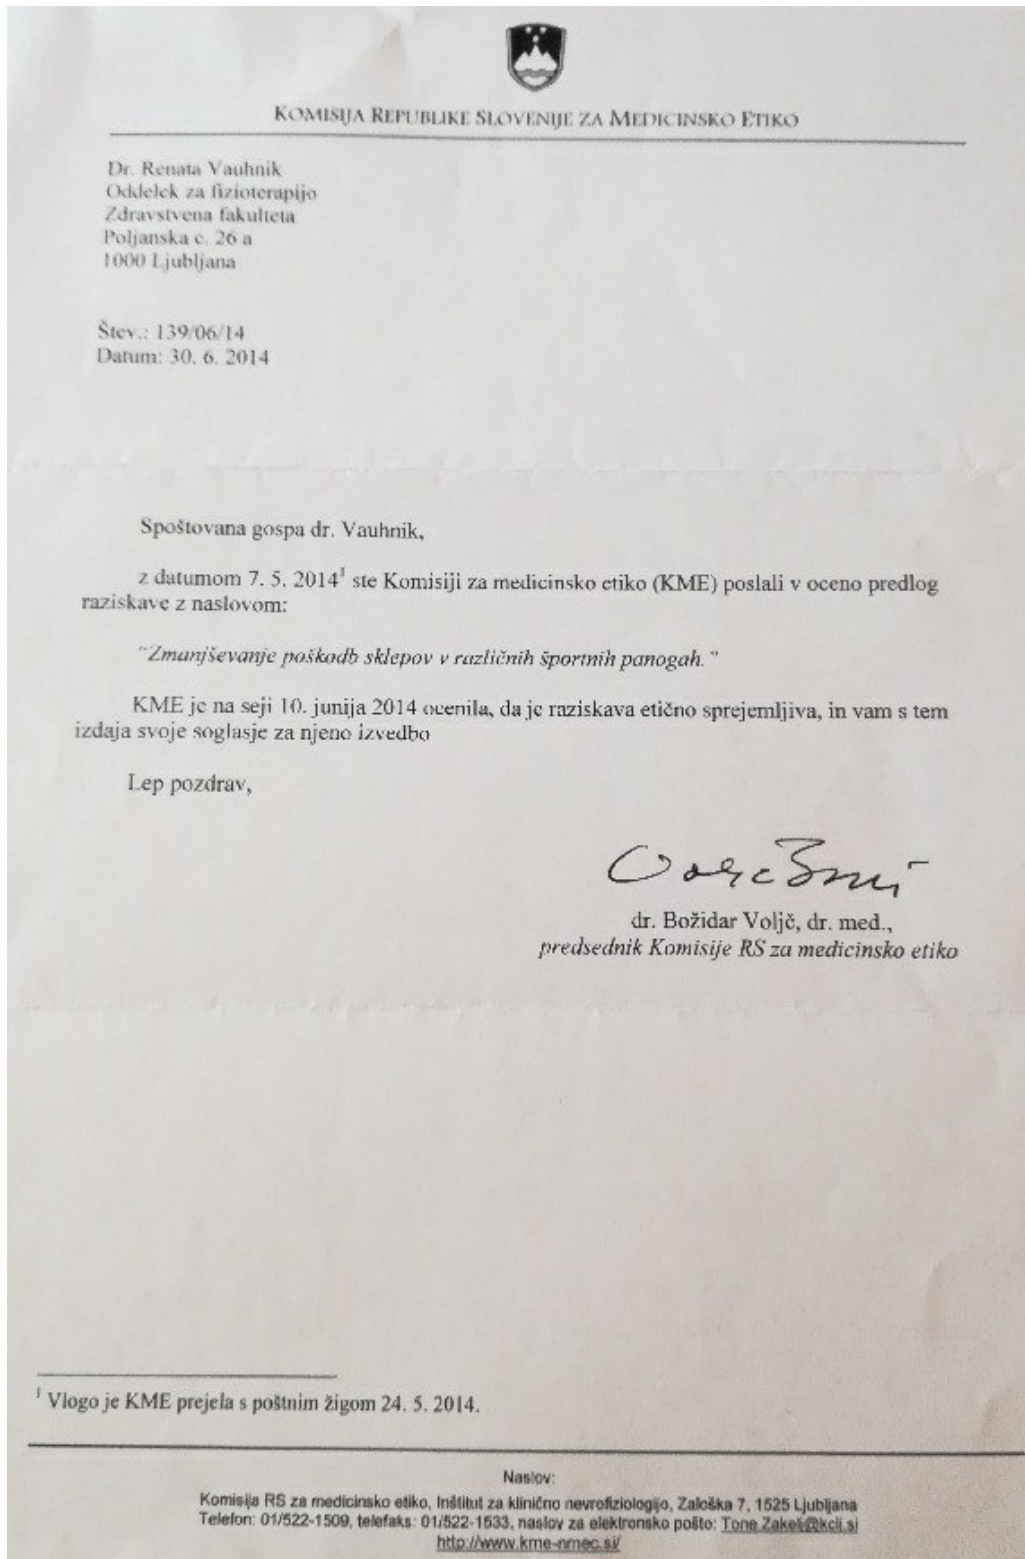 KOMISIJA REPUBLIKE SLOVENIJE ZA MEDICINSKO ETIKO
Dr. Renata Vauhnik
Oddelek za fizioterapijo
Zdravstvena fakulteta
Poljanska c. 26 a
1000 Ljubljana
Štev.: 139/06/14
Datum: 30. 6. 2014
Spoštovana gospa dr. Vauhnik,
z datumom 7. 5. 2014¹ ste Komisiji za medicinsko etiko (KME) poslali v oceno predlog
raziskave z naslovom:
"Zmanjševanje poškodb sklepov v različnih športnih panogah."
KME je na seji 10. junija 2014 ocenila, da je raziskava etično sprejemljiva, in vam s tem
izdaja svoje soglasje za njeno izvedbo
Lep pozdrav,
dr. Božidar Voljč, dr. med.,
predsednik Komisije RS za medicinsko etiko
¹ Vlogo je KME prejela s poštnim žigom 24. 5. 2014.
Naslov:
Komisija RS za medicinsko etiko, Inštitut za klinično nevrofiziologijo, Zaloška 7, 1525 Ljubljana
Telefon: 01/522-1509, telefaks: 01/522-1533, naslov za elektronsko pošto: Tone.Zakelj@kclj.si
http://www.kme-nmec.si/